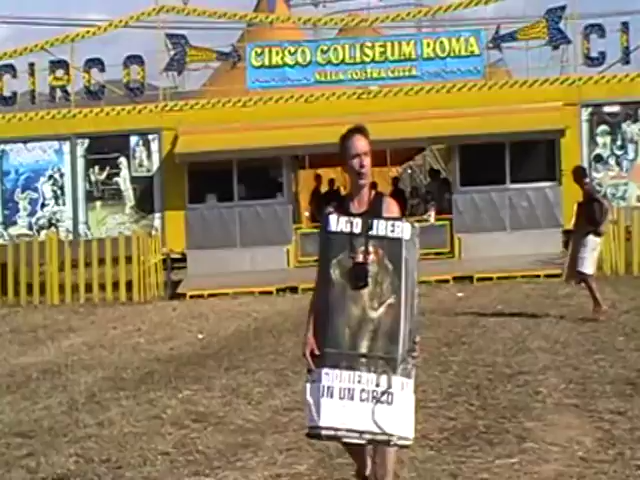 CIRCO
CIRCO COLISEUM ROMA
NELLA VOSTRA CITTÀ
CI
NATO LIBERO
IN UN CIRCO